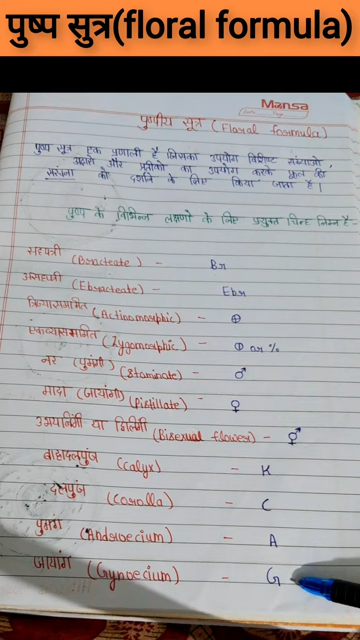 पुष्प सुत्र(floral formula)
Mansa
पुष्पीय सूत्र (Floral formula)
पुष्प सूत्र एक प्रणाली है जिसका उपयोग विशिष्ट संख्याओं,
अक्षरों और प्रतीकों का उपयोग करके फूल की
संरचना को दर्शाने के लिए किया जाता है।
पुष्प के विभिन्न लक्षणों के लिए प्रयुक्त चिन्ह निम्न है-
सहपत्री (Bracteate) - Br
असहपत्री (Ebracteate) - Ebr
त्रिज्यासममित (Actinomorphic) - ⊕
एकव्याससममित (Zygomorphic) - ⦶ or %
नर (पुमंगी) (Staminate) - ♂
मादा (जायांगी) (Pistillate) - ♀
उभयलिंगी या द्विलिंगी (Bisexual flower) - ⚥
बाह्यदलपुंज (Calyx) - K
दलपुंज (Corolla) - C
पुमंग (Androecium) - A
जायांग (Gynoecium) - G